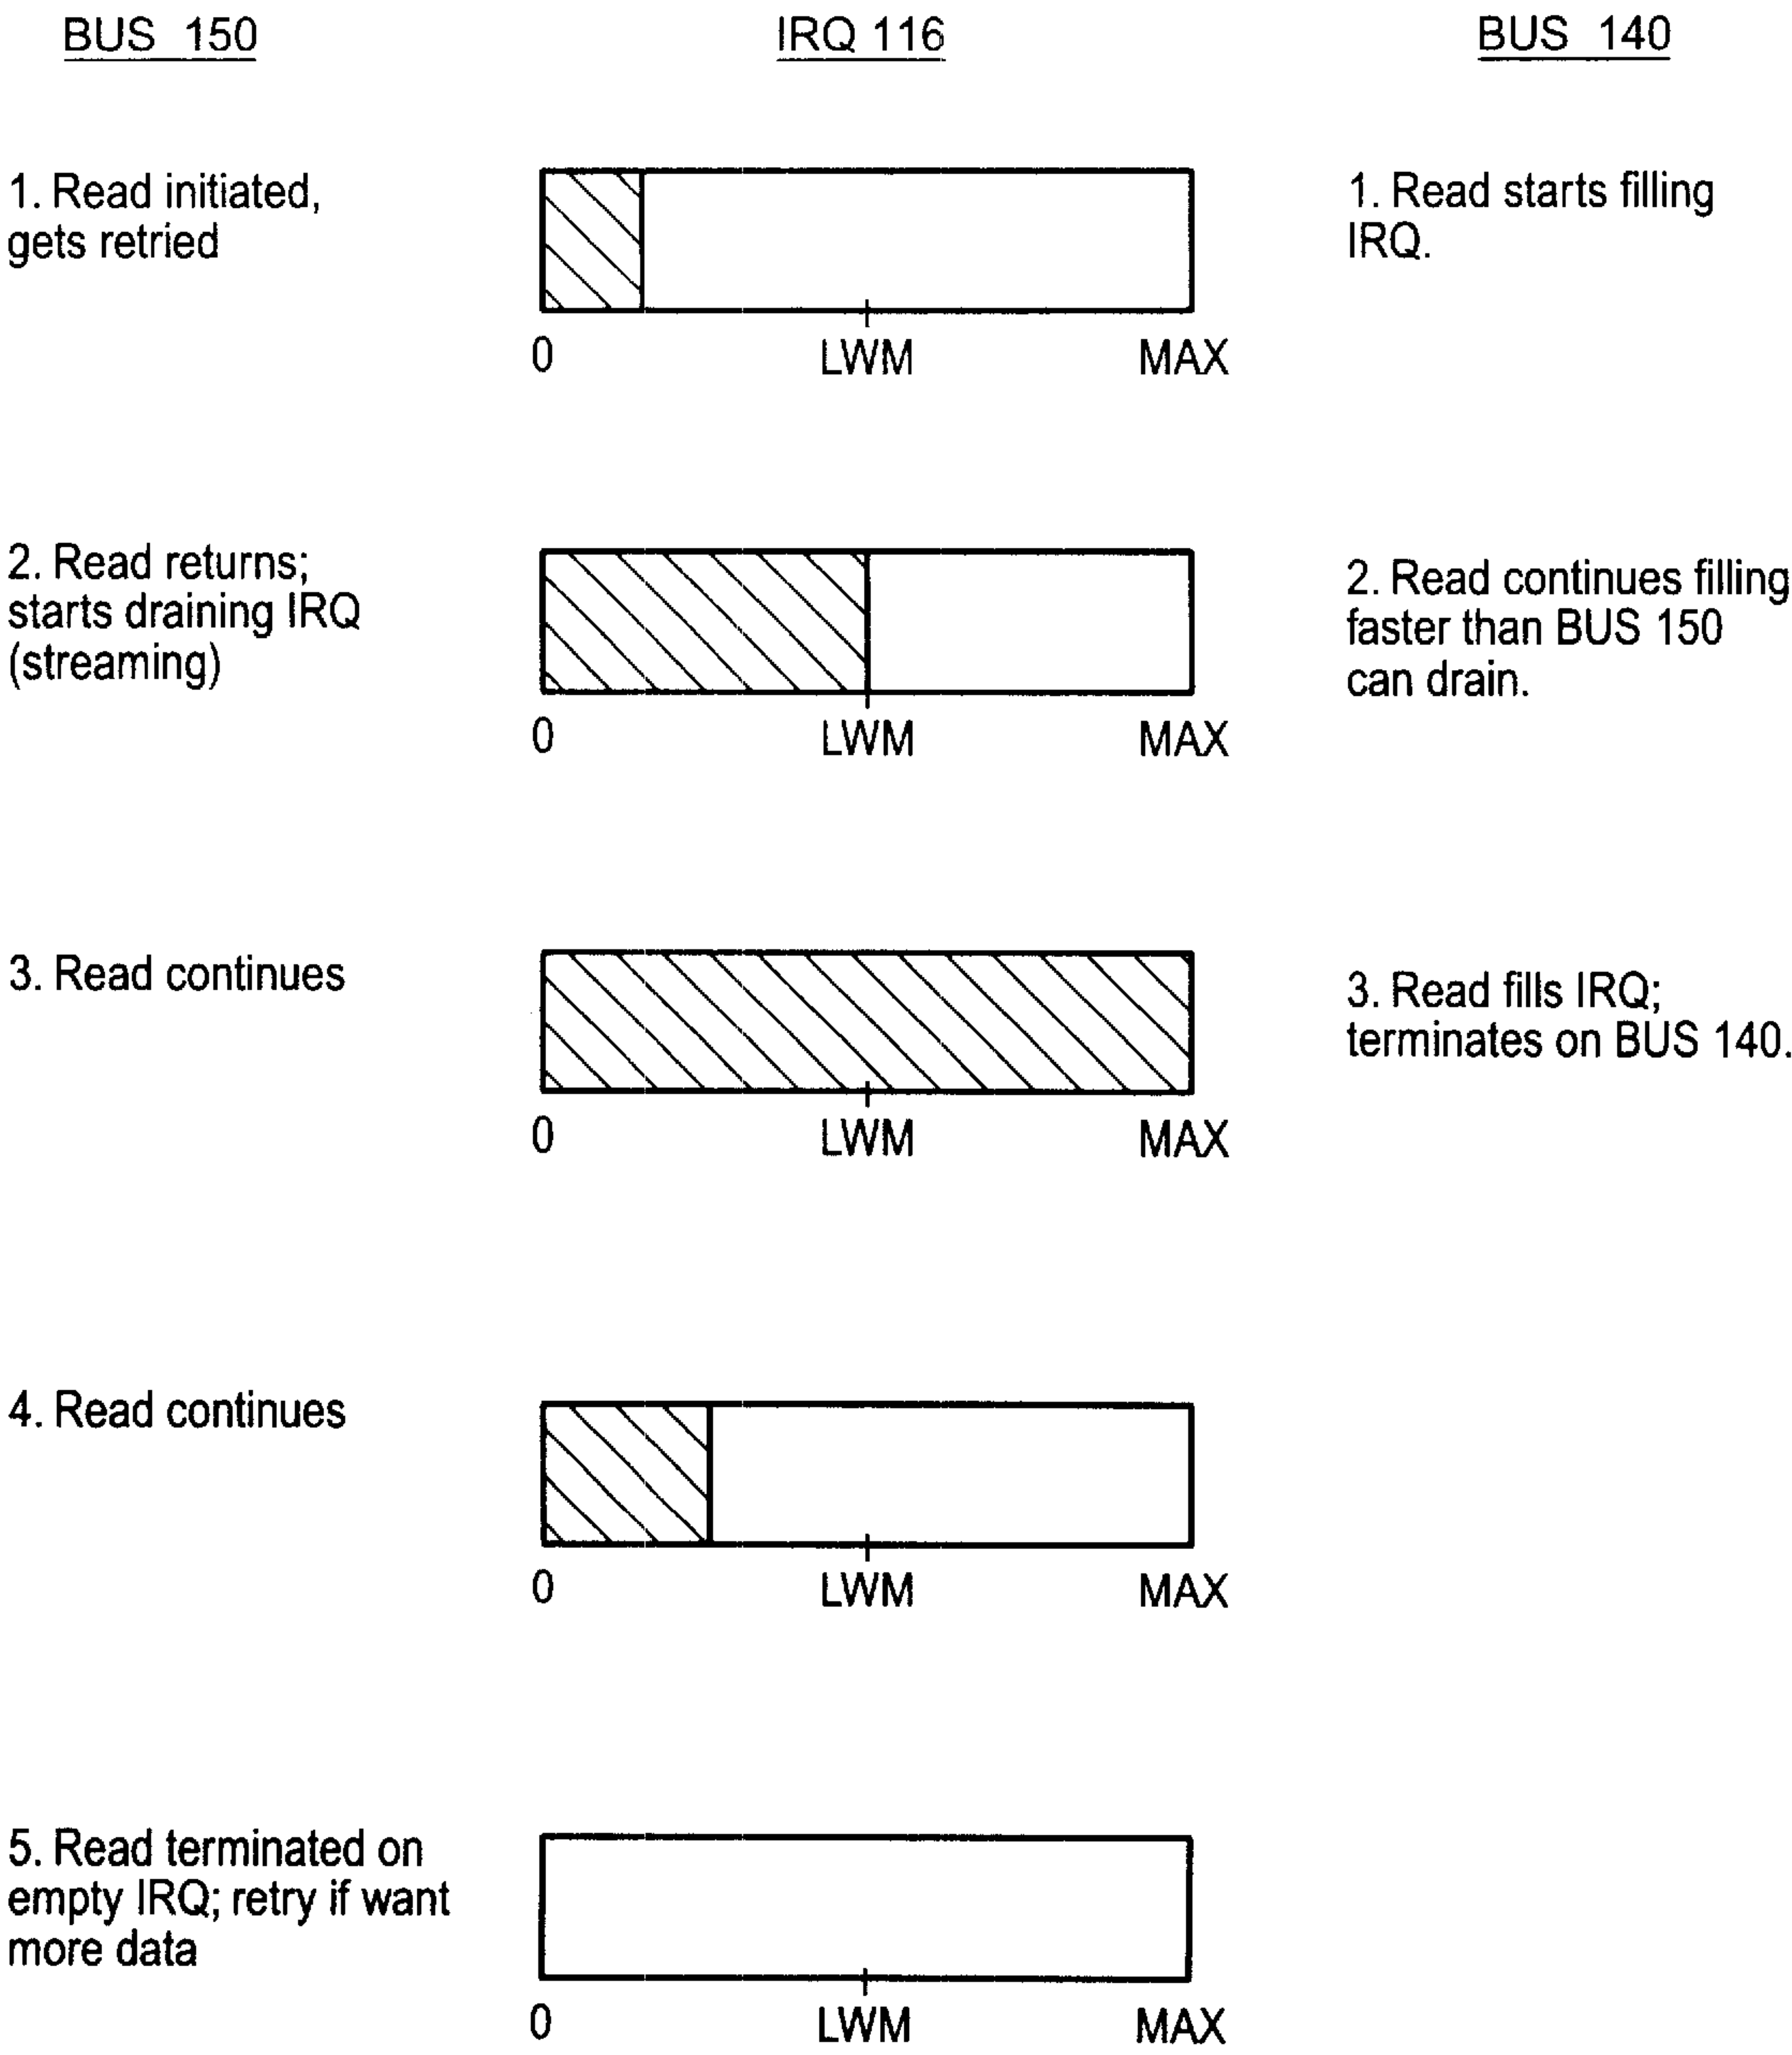 BUS 150
IRQ 116
BUS 140
1. Read initiated,
gets retried
0
LWM
MAX
1. Read starts filling
IRQ.
2. Read returns;
starts draining IRQ
(streaming)
0
LWM
MAX
2. Read continues filling
faster than BUS 150
can drain.
3. Read continues
0
LWM
MAX
3. Read fills IRQ;
terminates on BUS 140.
4. Read continues
0
LWM
MAX
5. Read terminated on
empty IRQ; retry if want
more data
0
LWM
MAX